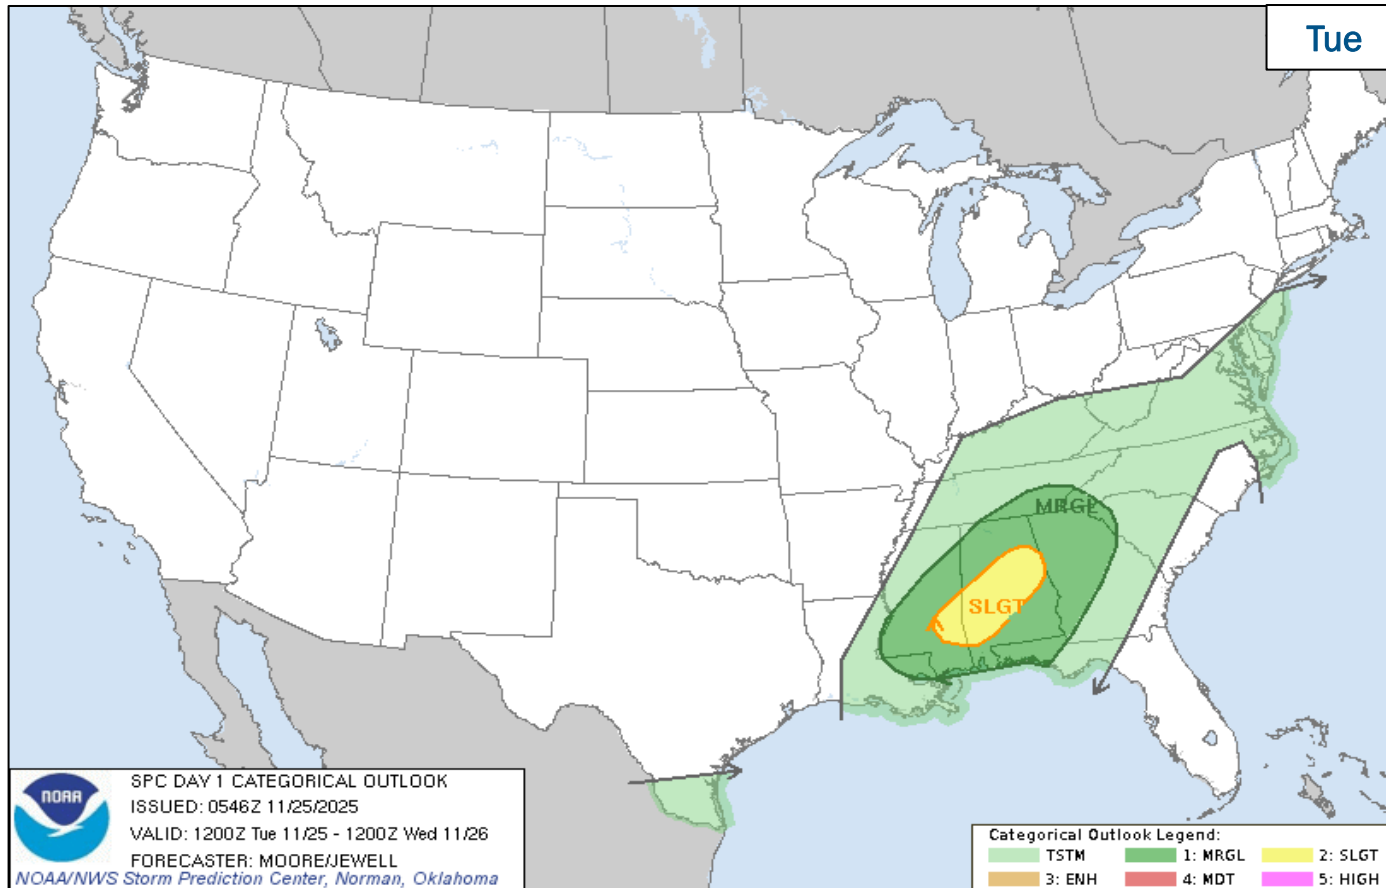 Tue
MRGL
SLGT
NOAA
SPC DAY 1 CATEGORICAL OUTLOOK
ISSUED: 0546Z 11/25/2025
VALID: 1200Z Tue 11/25 - 1200Z Wed 11/26
FORECASTER: MOORE/JEWELL
NOAA/NWS Storm Prediction Center, Norman, Oklahoma
Categorical Outlook Legend:
TSTM 1: MRGL 2: SLGT
3: ENH 4: MDT 5: HIGH